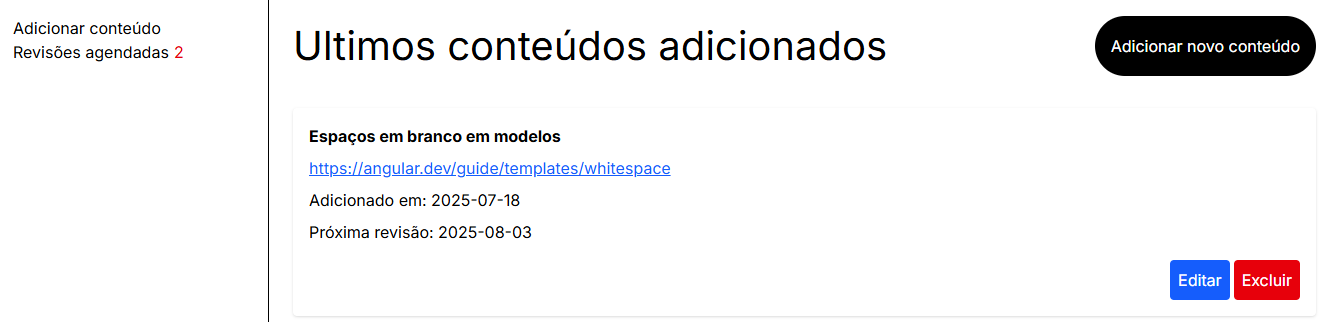 Adicionar conteúdo
Revisões agendadas 2
Ultimos conteúdos adicionados
Adicionar novo conteúdo
Espaços em branco em modelos
https://angular.dev/guide/templates/whitespace
Adicionado em: 2025-07-18
Próxima revisão: 2025-08-03
Editar Excluir